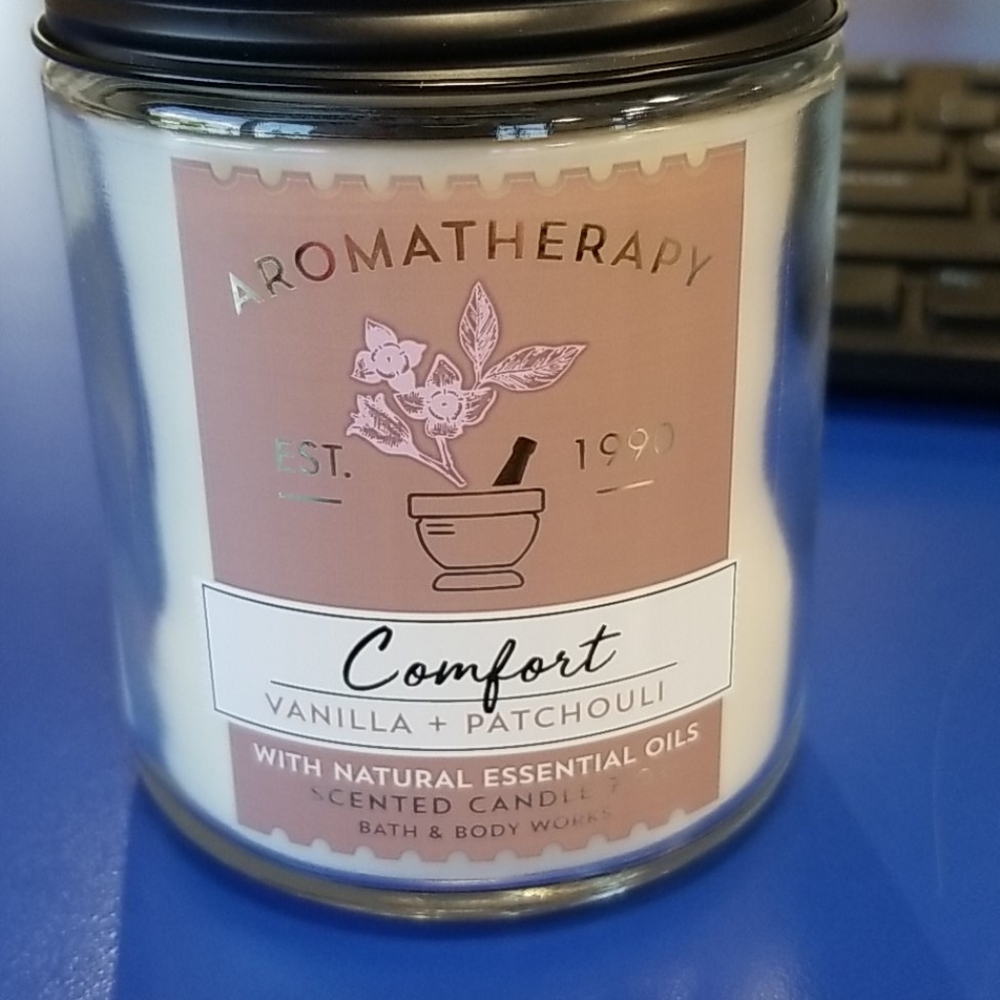 AROMATHERAPY
EST. 1990
Comfort
VANILLA + PATCHOULI
WITH NATURAL ESSENTIAL OILS
SCENTED CANDLE
BATH & BODY WORKS